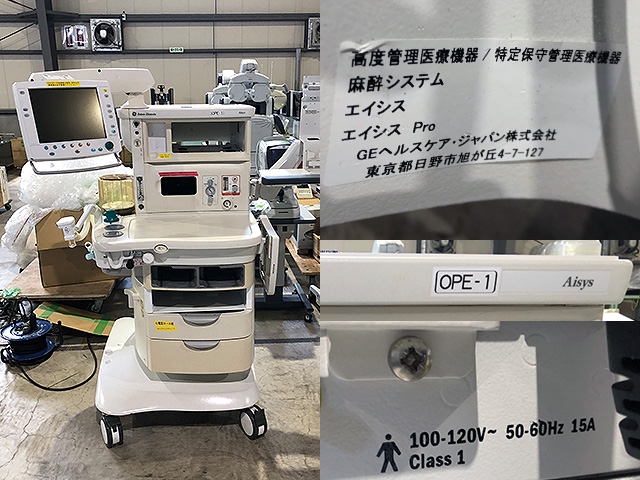 OPE-1
高度管理医療機器 / 特定保守管理医療機器
麻酔システム
エイシス
エイシス Pro
GEヘルスケア・ジャパン株式会社
東京都日野市旭が丘4-7-127
OPE-1
Aisys
100-120V~ 50-60Hz 15A
Class 1